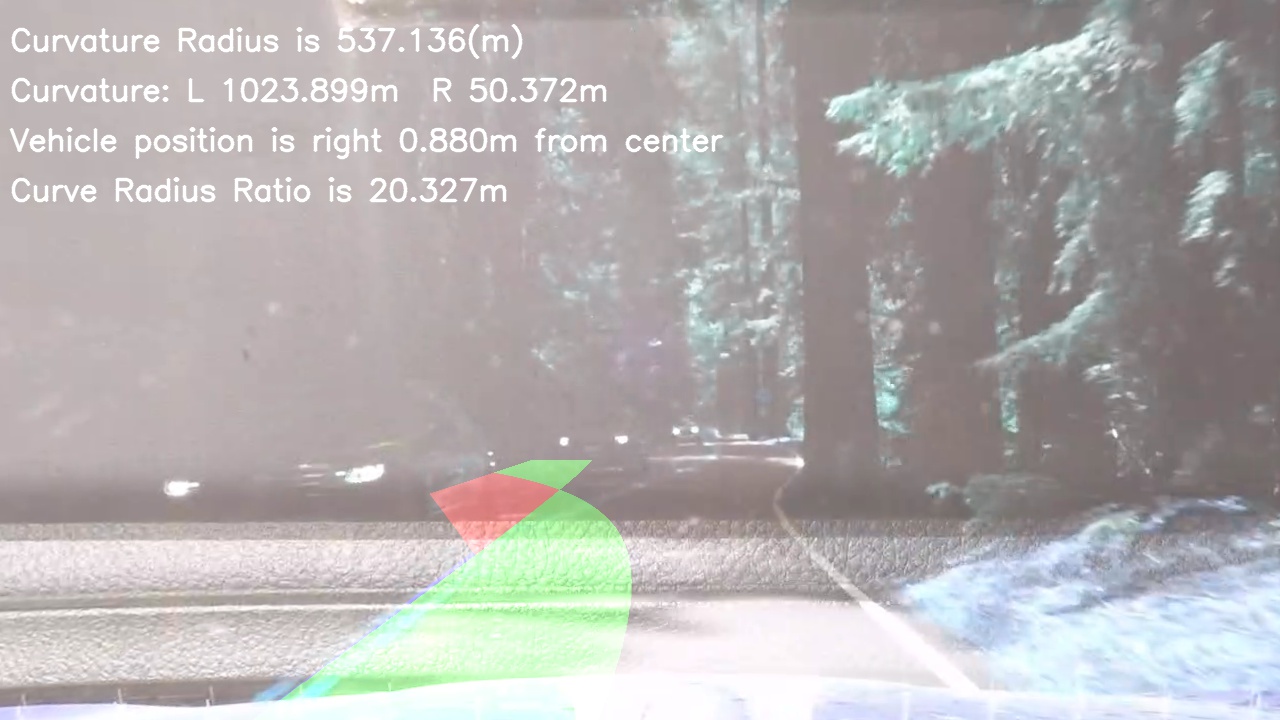 Curvature Radius is 537.136(m)
Curvature: L 1023.899m R 50.372m
Vehicle position is right 0.880m from center
Curve Radius Ratio is 20.327m